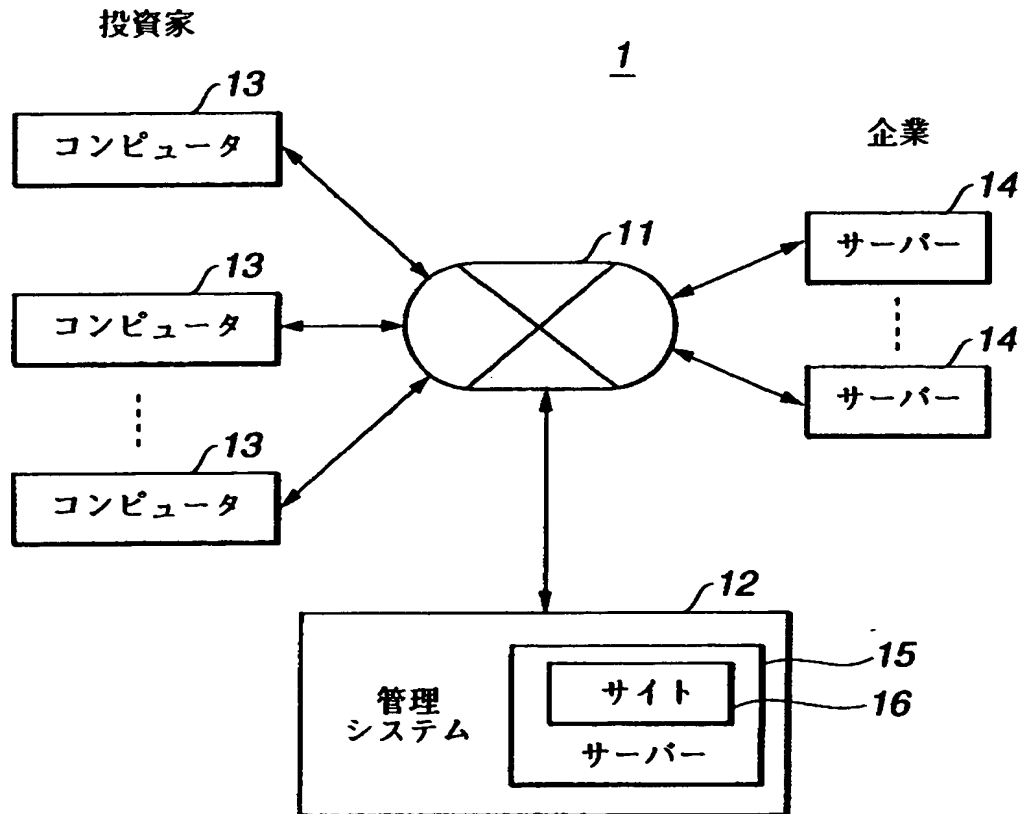 投資家
1
13
コンピュータ
企業
14
サーバー
11
13
コンピュータ
14
サーバー
13
コンピュータ
12
15
サイト
16
管理
システム
サーバー